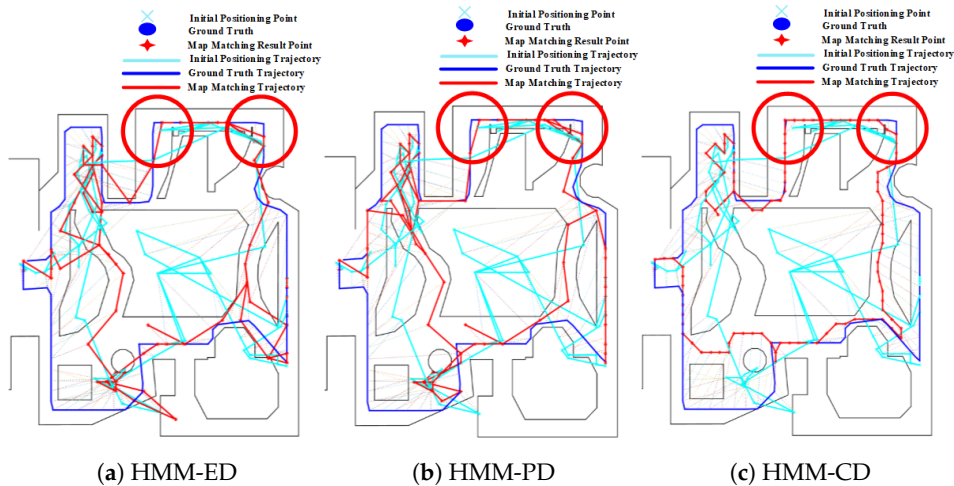 Initial Positioning Point
Ground Truth
Map Matching Result Point
Initial Positioning Trajectory
Ground Truth Trajectory
Map Matching Trajectory
Initial Positioning Point
Ground Truth
Map Matching Result Point
Initial Positioning Trajectory
Ground Truth Trajectory
Map Matching Trajectory
Initial Positioning Point
Ground Truth
Map Matching Result Point
Initial Positioning Trajectory
Ground Truth Trajectory
Map Matching Trajectory
(a) HMM-ED
(b) HMM-PD
(c) HMM-CD